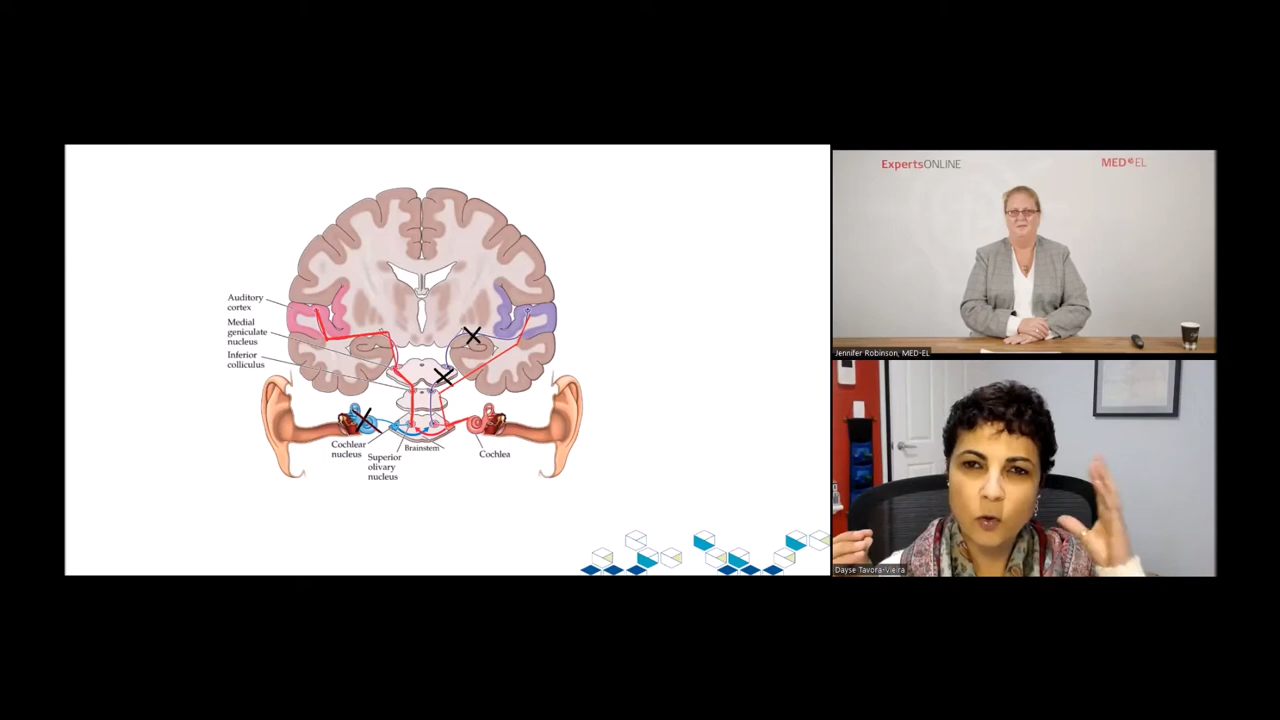 Auditory
cortex
Medial
geniculate
nucleus
Inferior
colliculus
Cochlear
nucleus
Superior
olivary
nucleus
Brainstem
Cochlea
ExpertsONLINE
MED EL
Jennifer Robinson, MED-EL
Dayse Tavora-Vieira